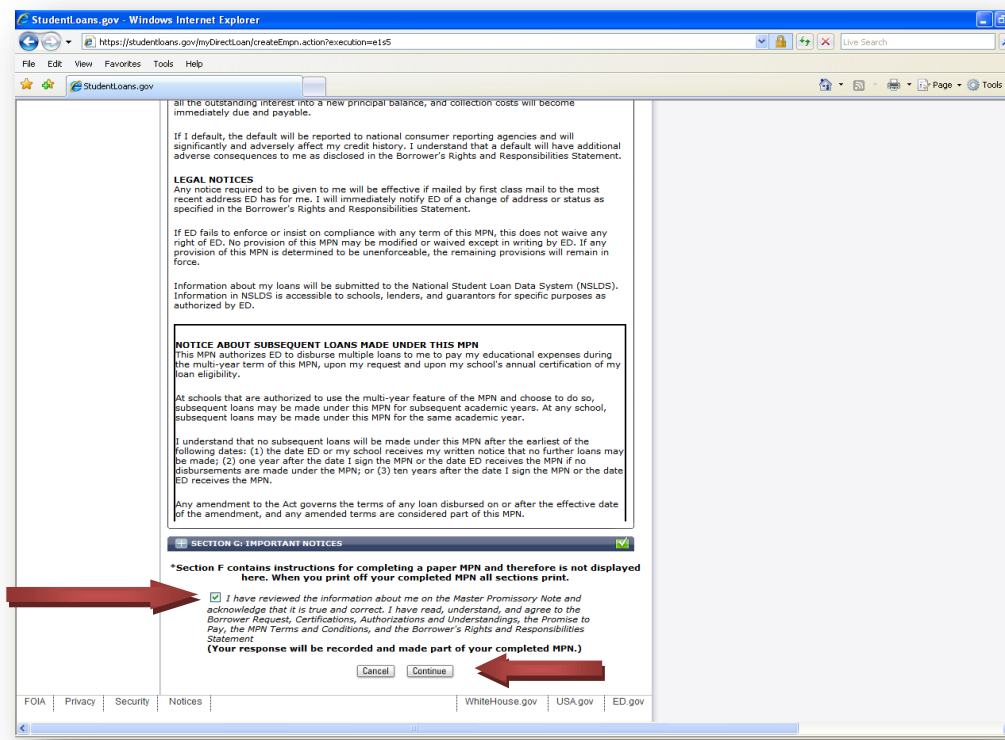 StudentLoans.gov - Windows Internet Explorer
https://studentloans.gov/myDirectLoan/createEmpn.action?execution=e1s5
Live Search
File Edit View Favorites Tools Help
StudentLoans.gov
Page Tools
all the outstanding interest into a new principal balance, and collection costs will become
immediately due and payable.
If I default, the default will be reported to national consumer reporting agencies and will
significantly and adversely affect my credit history. I understand that a default will have additional
adverse consequences to me as disclosed in the Borrower's Rights and Responsibilities Statement.
LEGAL NOTICES
Any notice required to be given to me will be effective if mailed by first class mail to the most
recent address ED has for me. I will immediately notify ED of a change of address or status as
specified in the Borrower's Rights and Responsibilities Statement.
If ED fails to enforce or insist on compliance with any term of this MPN, this does not waive any
right of ED. No provision of this MPN may be modified or waived except in writing by ED. If any
provision of this MPN is determined to be unenforceable, the remaining provisions will remain in
force.
Information about my loans will be submitted to the National Student Loan Data System (NSLDS).
Information in NSLDS is accessible to schools, lenders, and guarantors for specific purposes as
authorized by ED.
NOTICE ABOUT SUBSEQUENT LOANS MADE UNDER THIS MPN
This MPN authorizes ED to disburse multiple loans to me to pay my educational expenses during
the multi-year term of this MPN, upon my request and upon my school's annual certification of my
loan eligibility.
At schools that are authorized to use the multi-year feature of the MPN and choose to do so,
subsequent loans may be made under this MPN for subsequent academic years. At any school,
subsequent loans may be made under this MPN for the same academic year.
I understand that no subsequent loans will be made under this MPN after the earliest of the
following dates: (1) the date ED or my school receives my written notice that no further loans may
be made; (2) one year after the date I sign the MPN or the date ED receives the MPN if no
disbursements are made under the MPN; or (3) ten years after the date I sign the MPN or the date
ED receives the MPN.
Any amendment to the Act governs the terms of any loan disbursed on or after the effective date
of the amendment, and any amended terms are considered part of this MPN.
SECTION G: IMPORTANT NOTICES
*Section F contains instructions for completing a paper MPN and therefore is not displayed
here. When you print off your completed MPN all sections print.
I have reviewed the information about me on the Master Promissory Note and
acknowledge that it is true and correct. I have read, understand, and agree to the
Borrower Request, Certifications, Authorizations and Understandings, the Promise to
Pay, the MPN Terms and Conditions, and the Borrower's Rights and Responsibilities
Statement
(Your response will be recorded and made part of your completed MPN.)
Cancel Continue
FOIA Privacy Security Notices WhiteHouse.gov USA.gov ED.gov